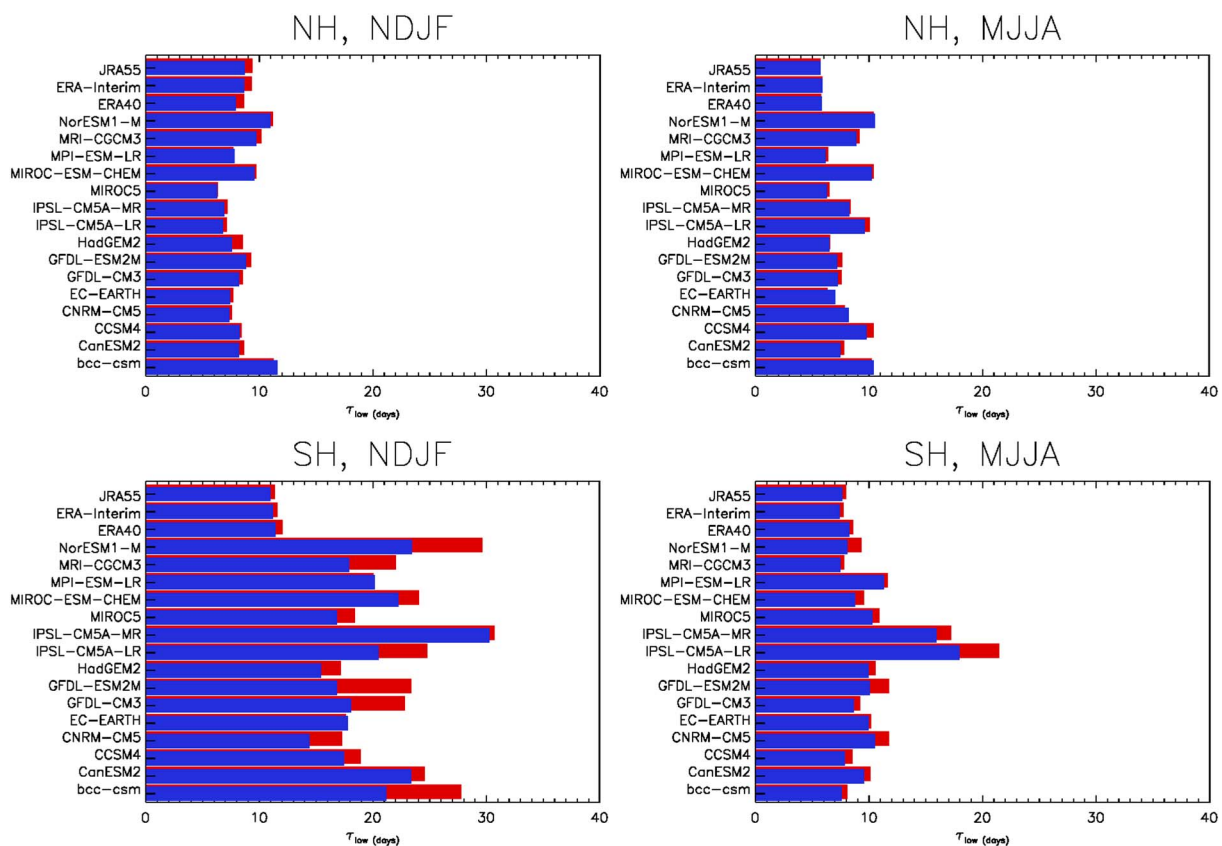 NH, NDJF
JRA55
ERA-Interim
ERA40
NorESM1-M
MRI-CGCM3
MPI-ESM-LR
MIROC-ESM-CHEM
MIROC5
IPSL-CM5A-MR
IPSL-CM5A-LR
HadGEM2
GFDL-ESM2M
GFDL-CM3
EC-EARTH
CNRM-CM5
CCSM4
CanESM2
bcc-csm
0 10 20 30 40
τlow (days)
NH, MJJA
JRA55
ERA-Interim
ERA40
NorESM1-M
MRI-CGCM3
MPI-ESM-LR
MIROC-ESM-CHEM
MIROC5
IPSL-CM5A-MR
IPSL-CM5A-LR
HadGEM2
GFDL-ESM2M
GFDL-CM3
EC-EARTH
CNRM-CM5
CCSM4
CanESM2
bcc-csm
0 10 20 30 40
τlow (days)
SH, NDJF
JRA55
ERA-Interim
ERA40
NorESM1-M
MRI-CGCM3
MPI-ESM-LR
MIROC-ESM-CHEM
MIROC5
IPSL-CM5A-MR
IPSL-CM5A-LR
HadGEM2
GFDL-ESM2M
GFDL-CM3
EC-EARTH
CNRM-CM5
CCSM4
CanESM2
bcc-csm
0 10 20 30 40
τlow (days)
SH, MJJA
JRA55
ERA-Interim
ERA40
NorESM1-M
MRI-CGCM3
MPI-ESM-LR
MIROC-ESM-CHEM
MIROC5
IPSL-CM5A-MR
IPSL-CM5A-LR
HadGEM2
GFDL-ESM2M
GFDL-CM3
EC-EARTH
CNRM-CM5
CCSM4
CanESM2
bcc-csm
0 10 20 30 40
τlow (days)